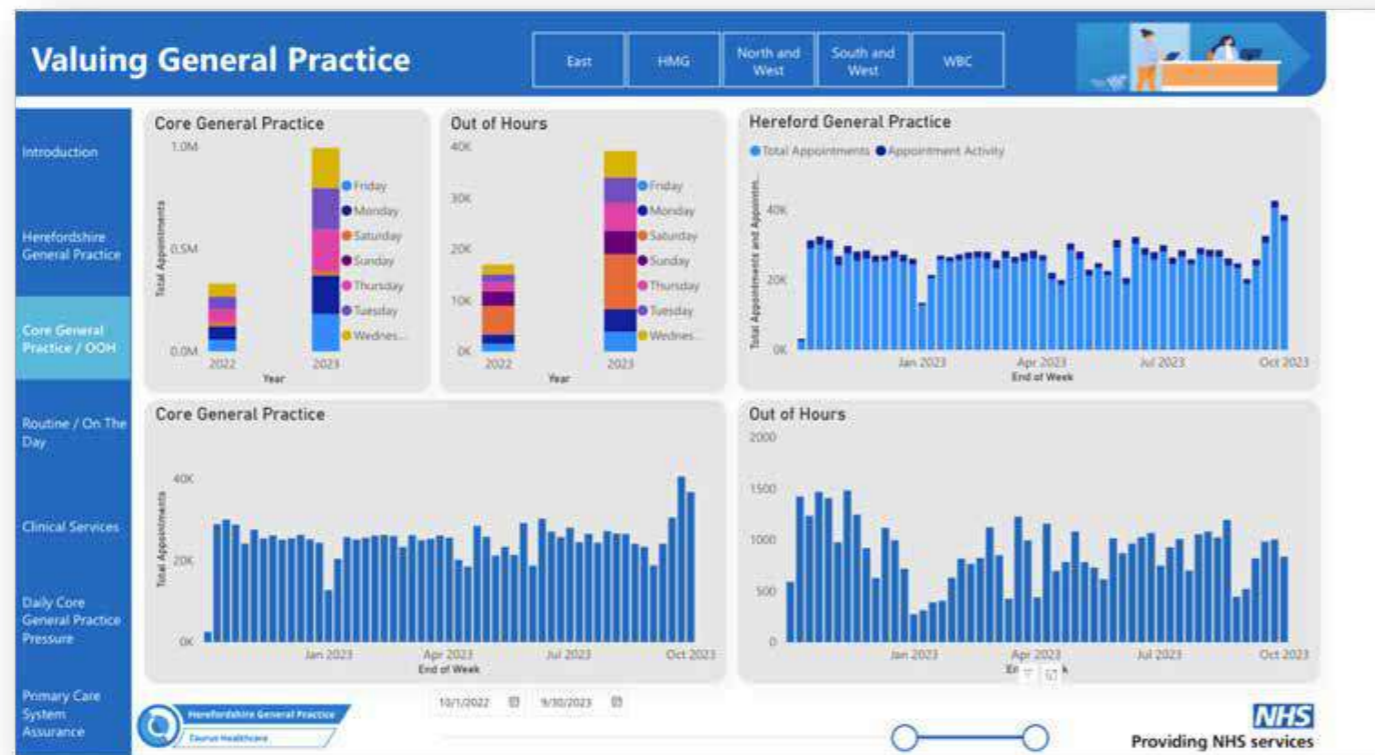 Valuing General Practice
East
HMG
North and
West
South and
West
WBC
Introduction
Herefordshire
General Practice
Core General
Practice / OOH
Routine / On The
Day
Clinical Services
Daily Core
General Practice
Pressure
Primary Care
System
Assurance
Core General Practice
Total Appointments
1.0M
0.5M
0.0M
2022
2023
Year
Friday
Monday
Saturday
Sunday
Thursday
Tuesday
Wednes...
Out of Hours
40K
30K
20K
10K
0K
2022
2023
Year
Friday
Monday
Saturday
Sunday
Thursday
Tuesday
Wednes...
Hereford General Practice
Total Appointments
Appointment Activity
Total Appointments and Appointm...
40K
20K
0K
Jan 2023
Apr 2023
Jul 2023
Oct 2023
End of Week
Core General Practice
Total Appointments
40K
20K
0K
Jan 2023
Apr 2023
Jul 2023
Oct 2023
End of Week
Out of Hours
2000
1500
1000
500
0
Jan 2023
Apr 2023
Jul 2023
Oct 2023
10/1/2022
9/30/2023
Herefordshire General Practice
Taurus Healthcare
NHS
Providing NHS services